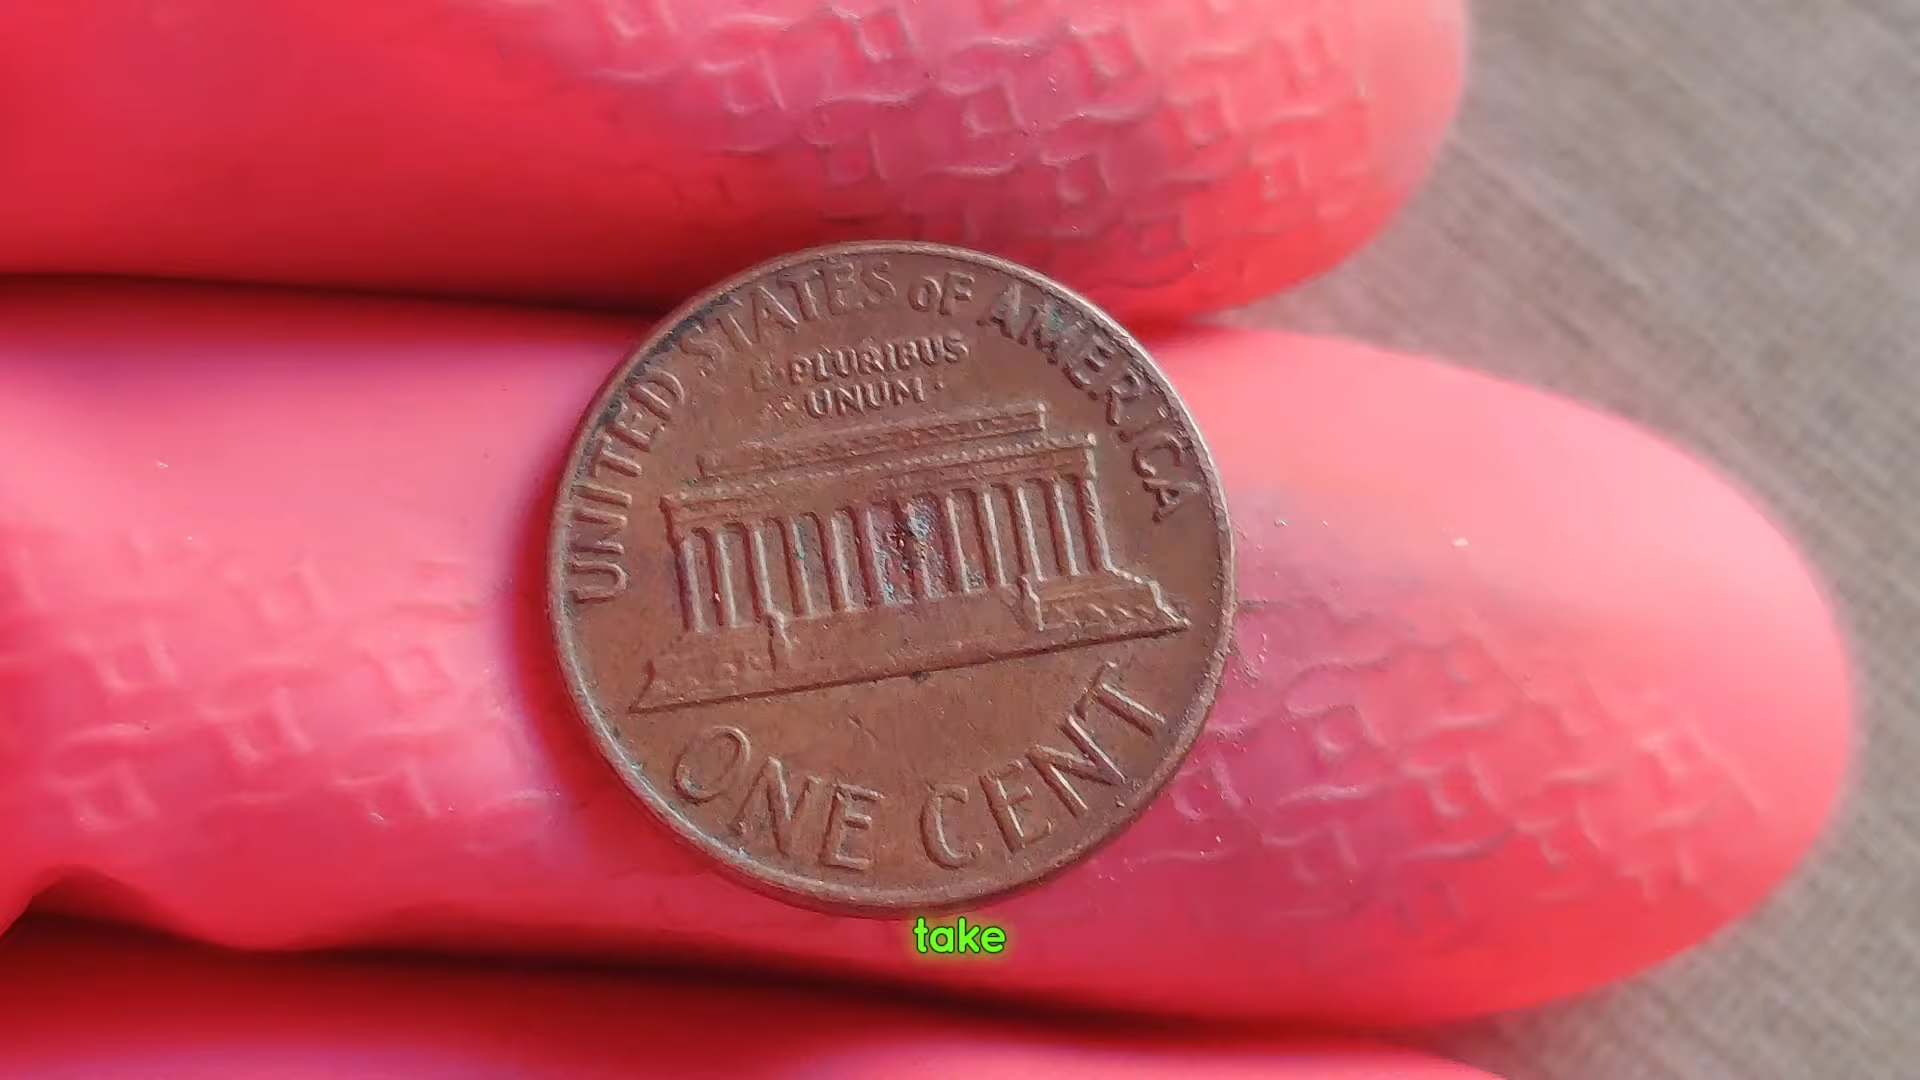 UNITED STATES OF AMERICA
E·PLURIBUS
UNUM·
ONE CENT
take